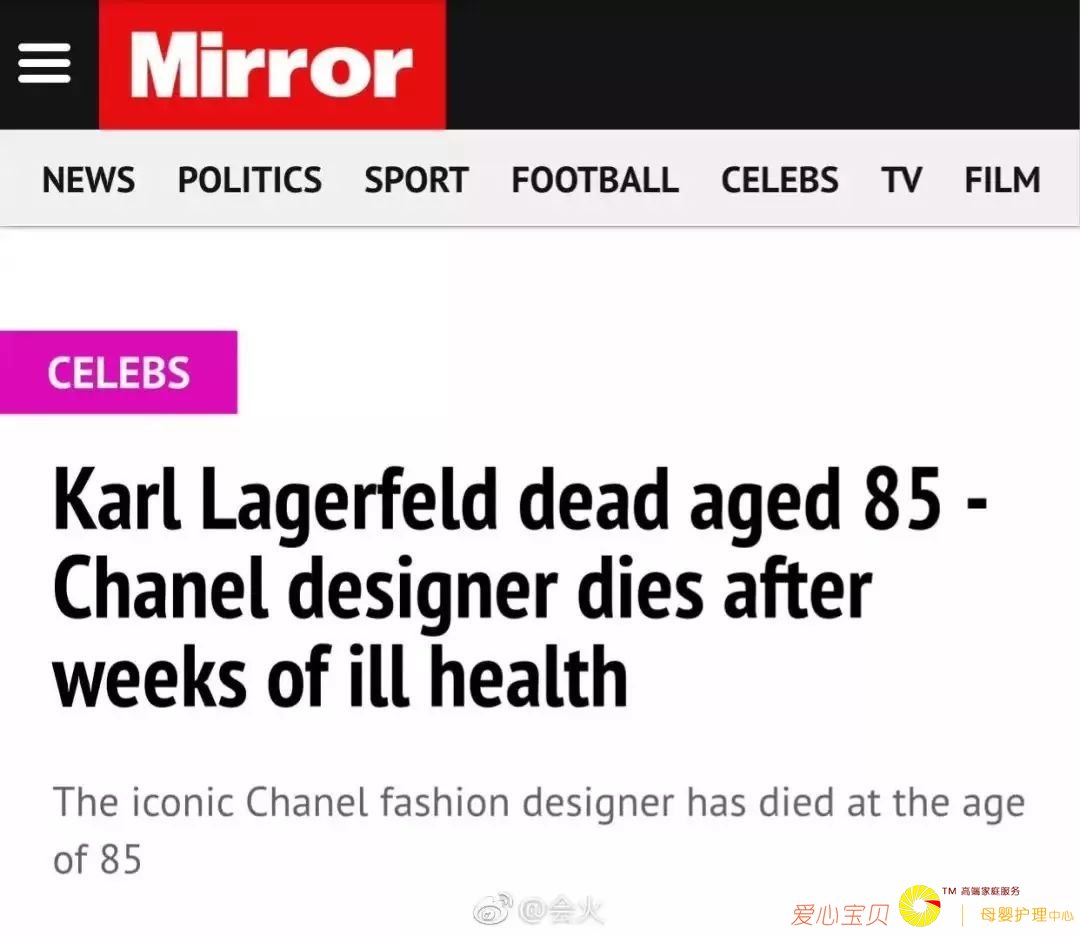 Mirror
NEWS POLITICS SPORT FOOTBALL CELEBS TV FILM
CELEBS
Karl Lagerfeld dead aged 85 -
Chanel designer dies after
weeks of ill health
The iconic Chanel fashion designer has died at the age
of 85
@会火
爱心宝贝 TM 高端家庭服务
母婴护理中心